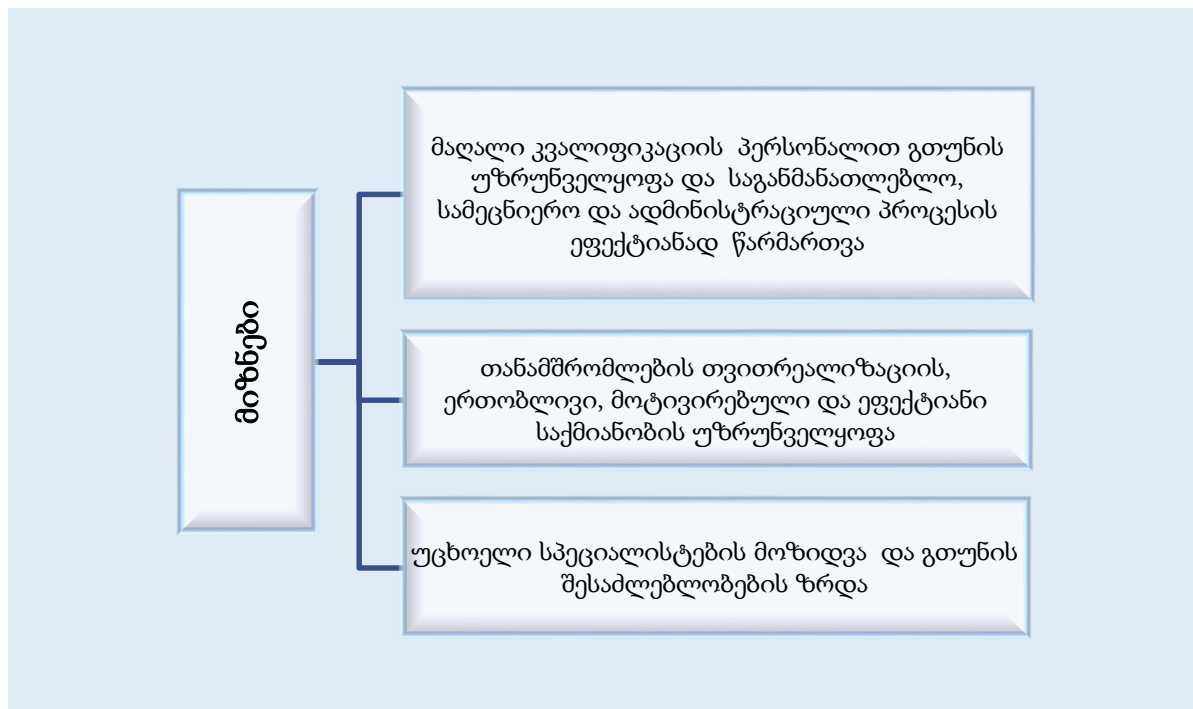 მიზნები
მაღალი კვალიფიკაციის პერსონალით გთუნის
უზრუნველყოფა და საგანმანათლებლო,
სამეცნიერო და ადმინისტრაციული პროცესის
ეფექტიანად წარმართვა
თანამშრომლების თვითრეალიზაციის,
ერთობლივი, მოტივირებული და ეფექტიანი
საქმიანობის უზრუნველყოფა
უცხოელი სპეციალისტების მოზიდვა და გთუნის
შესაძლებლობების ზრდა